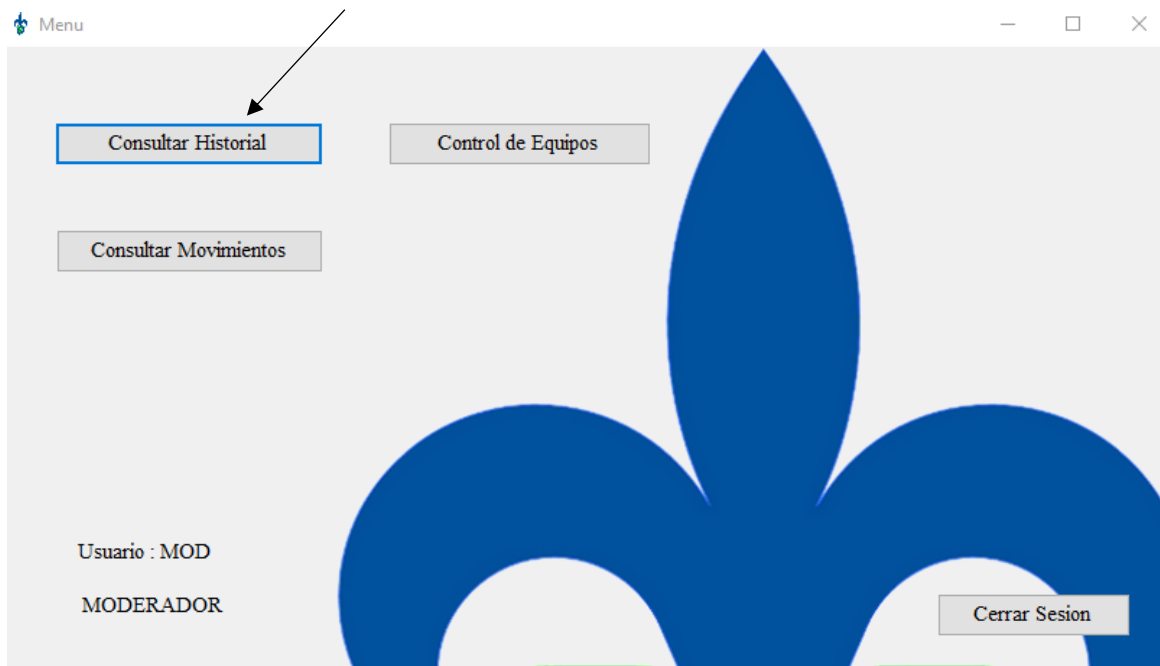 Menu
Consultar Historial
Control de Equipos
Consultar Movimientos
Usuario : MOD
MODERADOR
Cerrar Sesion